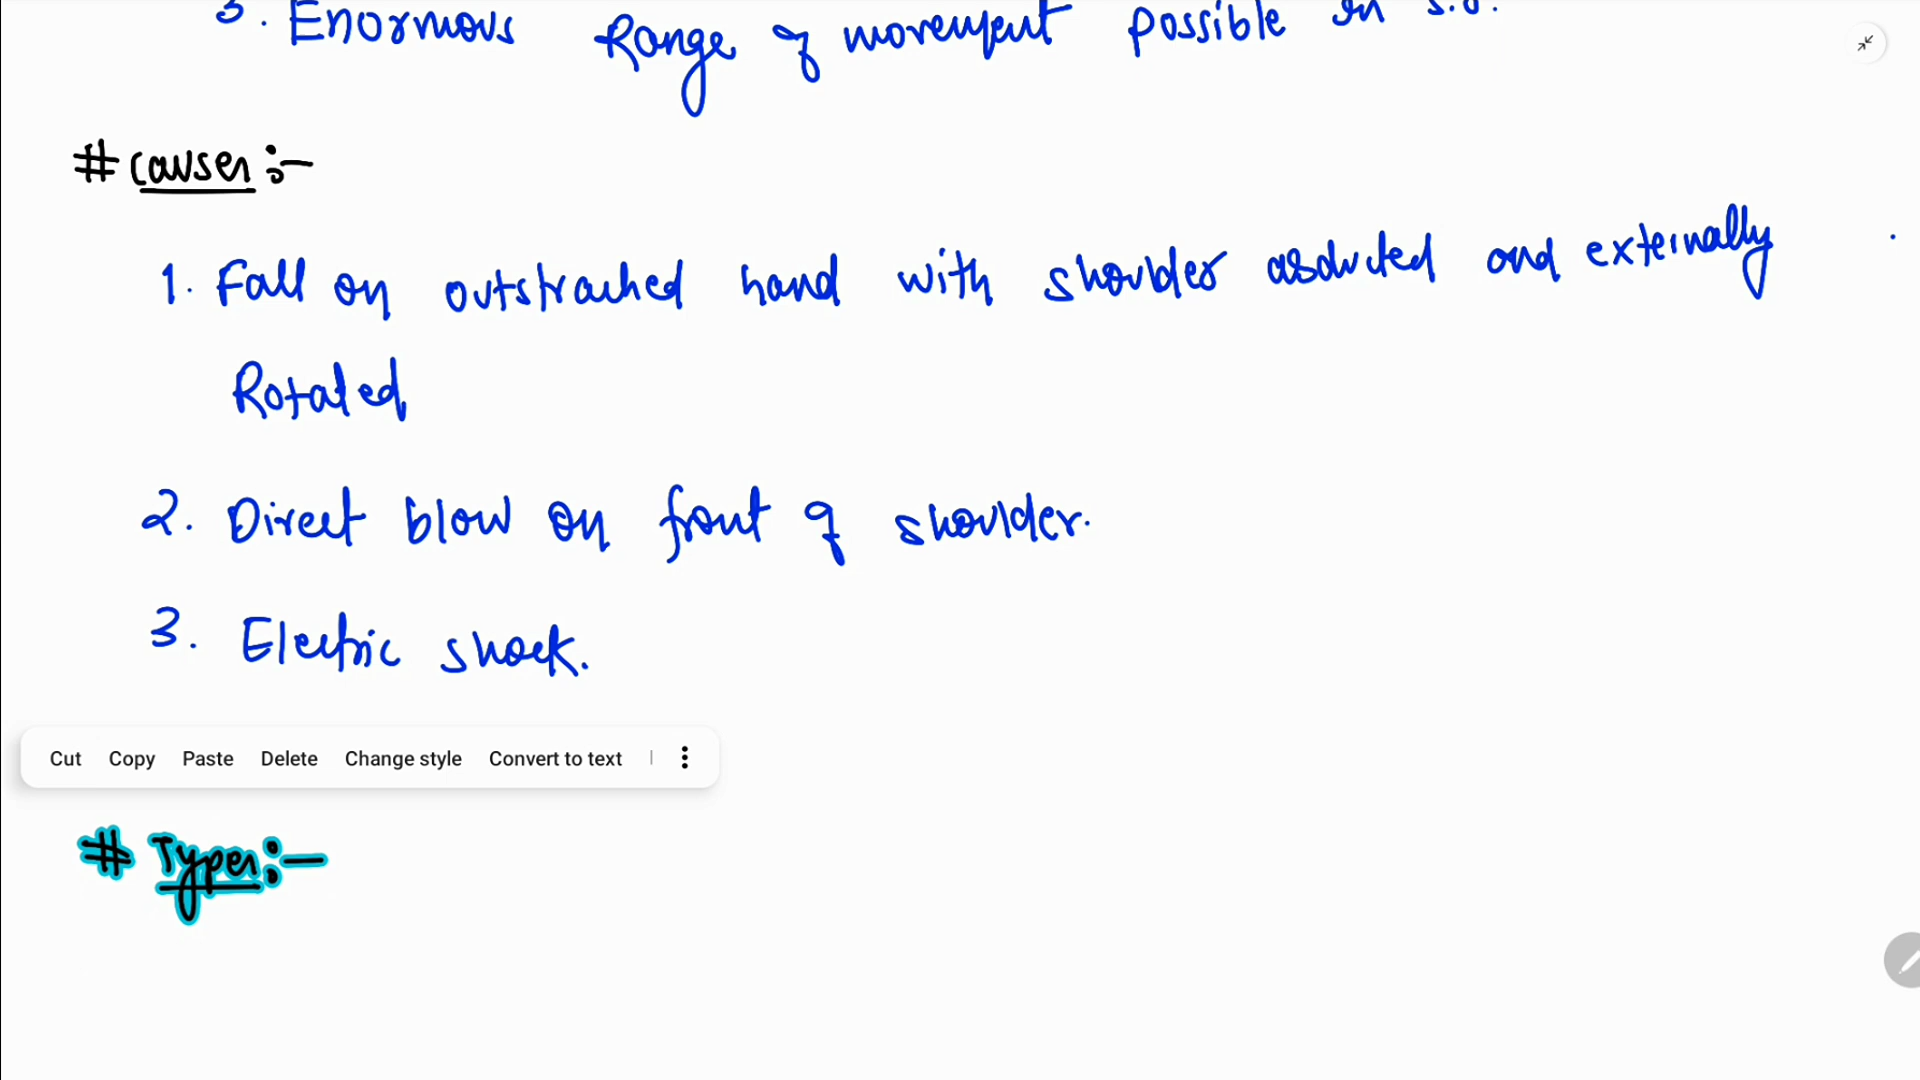 3. Enormous Range of movement possible in S.J.
# Causes :-
1. Fall on outstrached hand with shoulder abducted and externally
Rotated
2. Direct blow on front of shoulder.
3. Electric shock.
Cut Copy Paste Delete Change style Convert to text
# Types :-